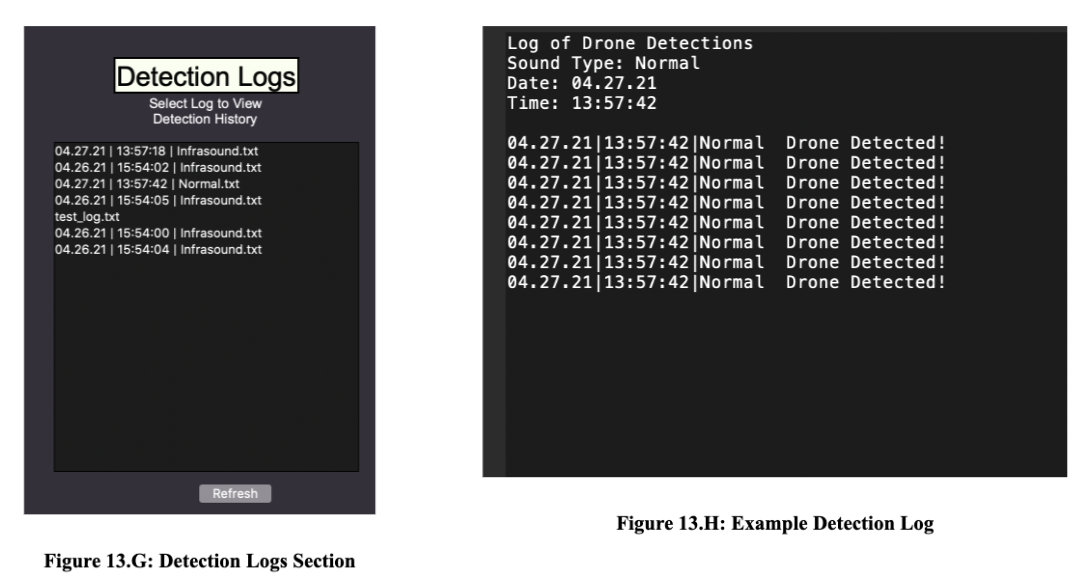 Detection Logs
Select Log to View
Detection History
04.27.21 | 13:57:18 | Infrasound.txt
04.26.21 | 15:54:02 | Infrasound.txt
04.27.21 | 13:57:42 | Normal.txt
04.26.21 | 15:54:05 | Infrasound.txt
test_log.txt
04.26.21 | 15:54:00 | Infrasound.txt
04.26.21 | 15:54:04 | Infrasound.txt
Refresh
Figure 13.G: Detection Logs Section
Log of Drone Detections
Sound Type: Normal
Date: 04.27.21
Time: 13:57:42
04.27.21|13:57:42|Normal  Drone Detected!
04.27.21|13:57:42|Normal  Drone Detected!
04.27.21|13:57:42|Normal  Drone Detected!
04.27.21|13:57:42|Normal  Drone Detected!
04.27.21|13:57:42|Normal  Drone Detected!
04.27.21|13:57:42|Normal  Drone Detected!
04.27.21|13:57:42|Normal  Drone Detected!
04.27.21|13:57:42|Normal  Drone Detected!
Figure 13.H: Example Detection Log